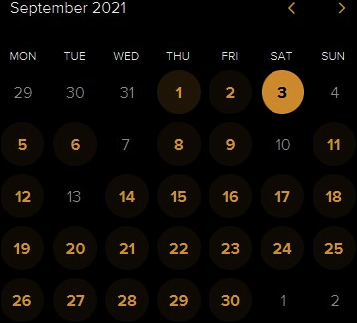 September 2021
MON TUE WED THU FRI SAT SUN
29 30 31 1 2 3 4
5 6 7 8 9 10 11
12 13 14 15 16 17 18
19 20 21 22 23 24 25
26 27 28 29 30 1 2